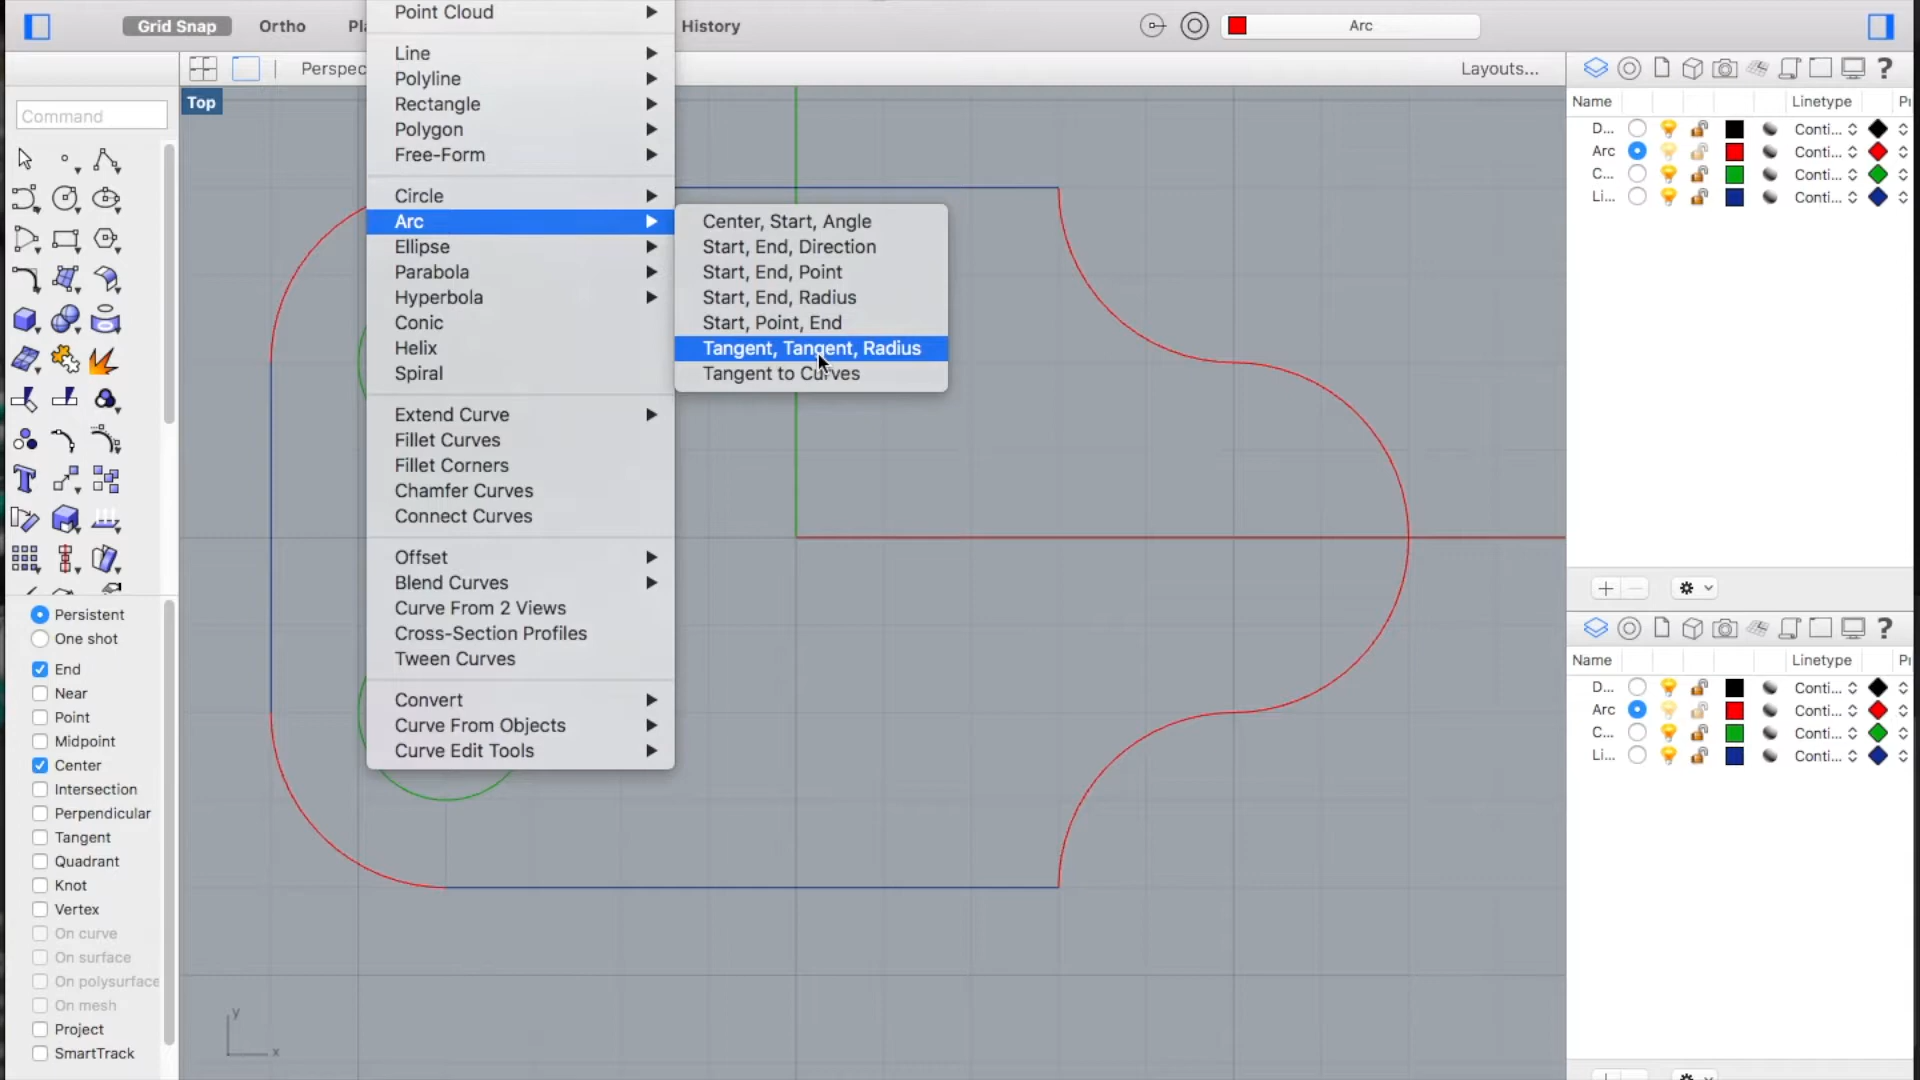 Grid Snap
Ortho
Pl
History
Arc
Perspec
Layouts...
Top
Command
Point Cloud
Line
Polyline
Rectangle
Polygon
Free-Form
Circle
Arc
Ellipse
Parabola
Hyperbola
Conic
Helix
Spiral
Extend Curve
Fillet Curves
Fillet Corners
Chamfer Curves
Connect Curves
Offset
Blend Curves
Curve From 2 Views
Cross-Section Profiles
Tween Curves
Convert
Curve From Objects
Curve Edit Tools
Center, Start, Angle
Start, End, Direction
Start, End, Point
Start, End, Radius
Start, Point, End
Tangent, Tangent, Radius
Tangent to Curves
Persistent
One shot
End
Near
Point
Midpoint
Center
Intersection
Perpendicular
Tangent
Quadrant
Knot
Vertex
On curve
On surface
On polysurface
On mesh
Project
SmartTrack
y
x
Name Linetype P
D... Conti...
Arc Conti...
C... Conti...
Li... Conti...
Name Linetype P
D... Conti...
Arc Conti...
C... Conti...
Li... Conti...